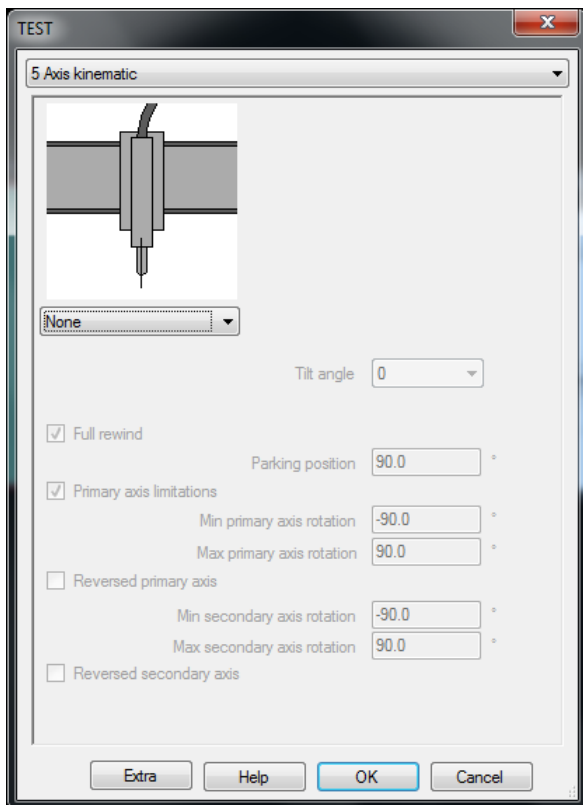 TEST
5 Axis kinematic
None
Tilt angle 0
Full rewind
Parking position 90.0 °
Primary axis limitations
Min primary axis rotation -90.0 °
Max primary axis rotation 90.0 °
Reversed primary axis
Min secondary axis rotation -90.0 °
Max secondary axis rotation 90.0 °
Reversed secondary axis
Extra Help OK Cancel